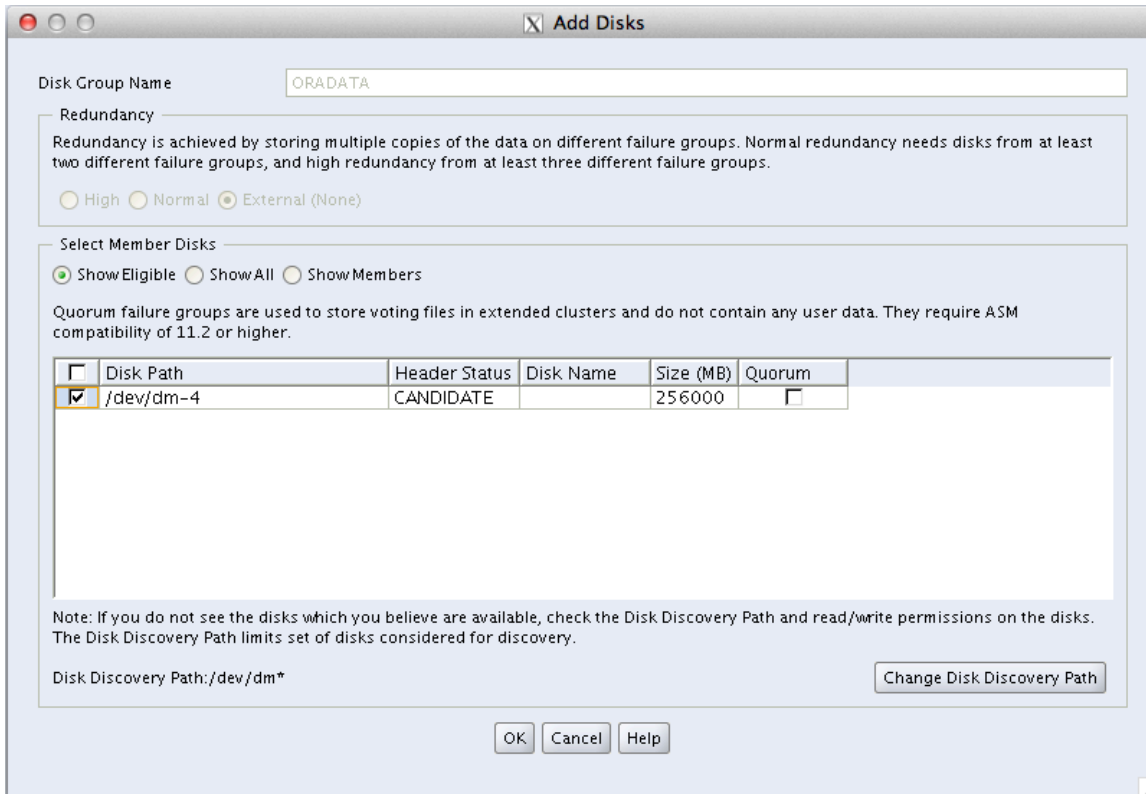 X Add Disks
Disk Group Name ORADATA
Redundancy
Redundancy is achieved by storing multiple copies of the data on different failure groups. Normal redundancy needs disks from at least
two different failure groups, and high redundancy from at least three different failure groups.
High Normal External (None)
Select Member Disks
Show Eligible Show All Show Members
Quorum failure groups are used to store voting files in extended clusters and do not contain any user data. They require ASM
compatibility of 11.2 or higher.
Disk Path Header Status Disk Name Size (MB) Quorum
/dev/dm-4 CANDIDATE 256000
Note: If you do not see the disks which you believe are available, check the Disk Discovery Path and read/write permissions on the disks.
The Disk Discovery Path limits set of disks considered for discovery.
Disk Discovery Path:/dev/dm* Change Disk Discovery Path
OK Cancel Help